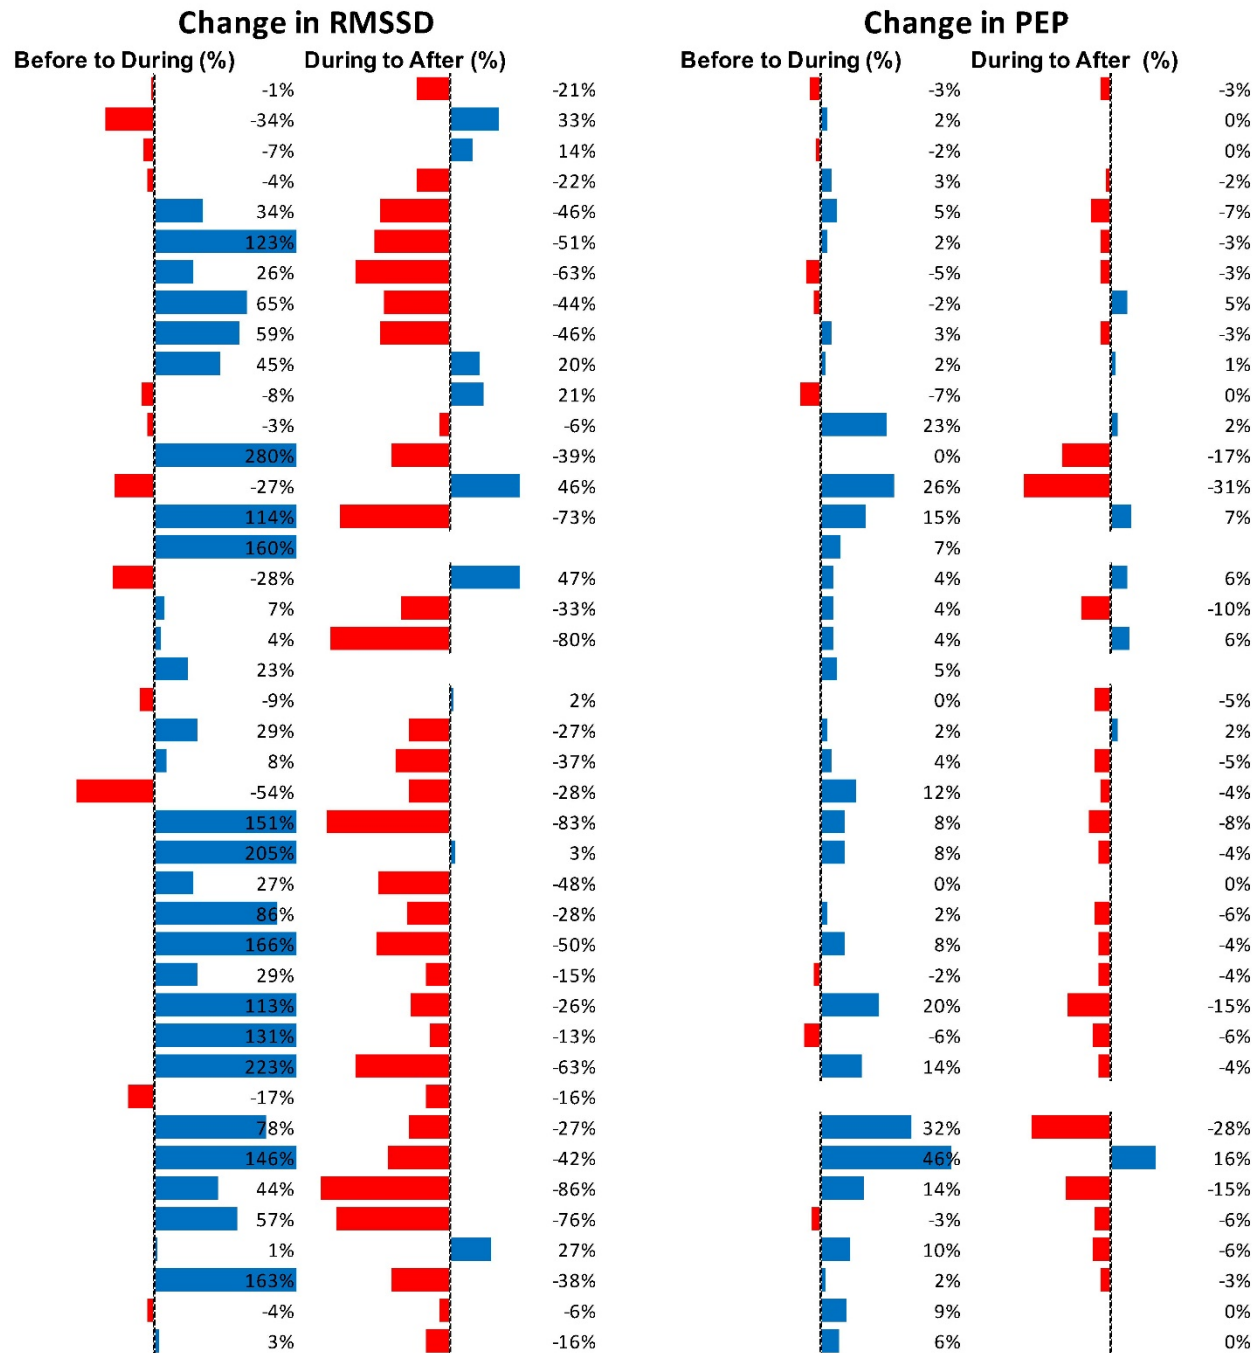 Change in RMSSD Change in PEP
Before to During (%) During to After (%) Before to During (%) During to After (%)
-1% -21% -3% -3%
-34% 33% 2% 0%
-7% 14% -2% 0%
-4% -22% 3% -2%
34% -46% 5% -7%
123% -51% 2% -3%
26% -63% -5% -3%
65% -44% -2% 5%
59% -46% 3% -3%
45% 20% 2% 1%
-8% 21% -7% 0%
-3% -6% 23% 2%
280% -39% 0% -17%
-27% 46% 26% -31%
114% -73% 15% 7%
160% 7%
-28% 47% 4% 6%
7% -33% 4% -10%
4% -80% 4% 6%
23% 5%
-9% 2% 0% -5%
29% -27% 2% 2%
8% -37% 4% -5%
-54% -28% 12% -4%
151% -83% 8% -8%
205% 3% 8% -4%
27% -48% 0% 0%
86% -28% 2% -6%
166% -50% 8% -4%
29% -15% -2% -4%
113% -26% 20% -15%
131% -13% -6% -6%
223% -63% 14% -4%
-17% -16%
78% -27% 32% -28%
146% -42% 46% 16%
44% -86% 14% -15%
57% -76% -3% -6%
1% 27% 10% -6%
163% -38% 2% -3%
-4% -6% 9% 0%
3% -16% 6% 0%